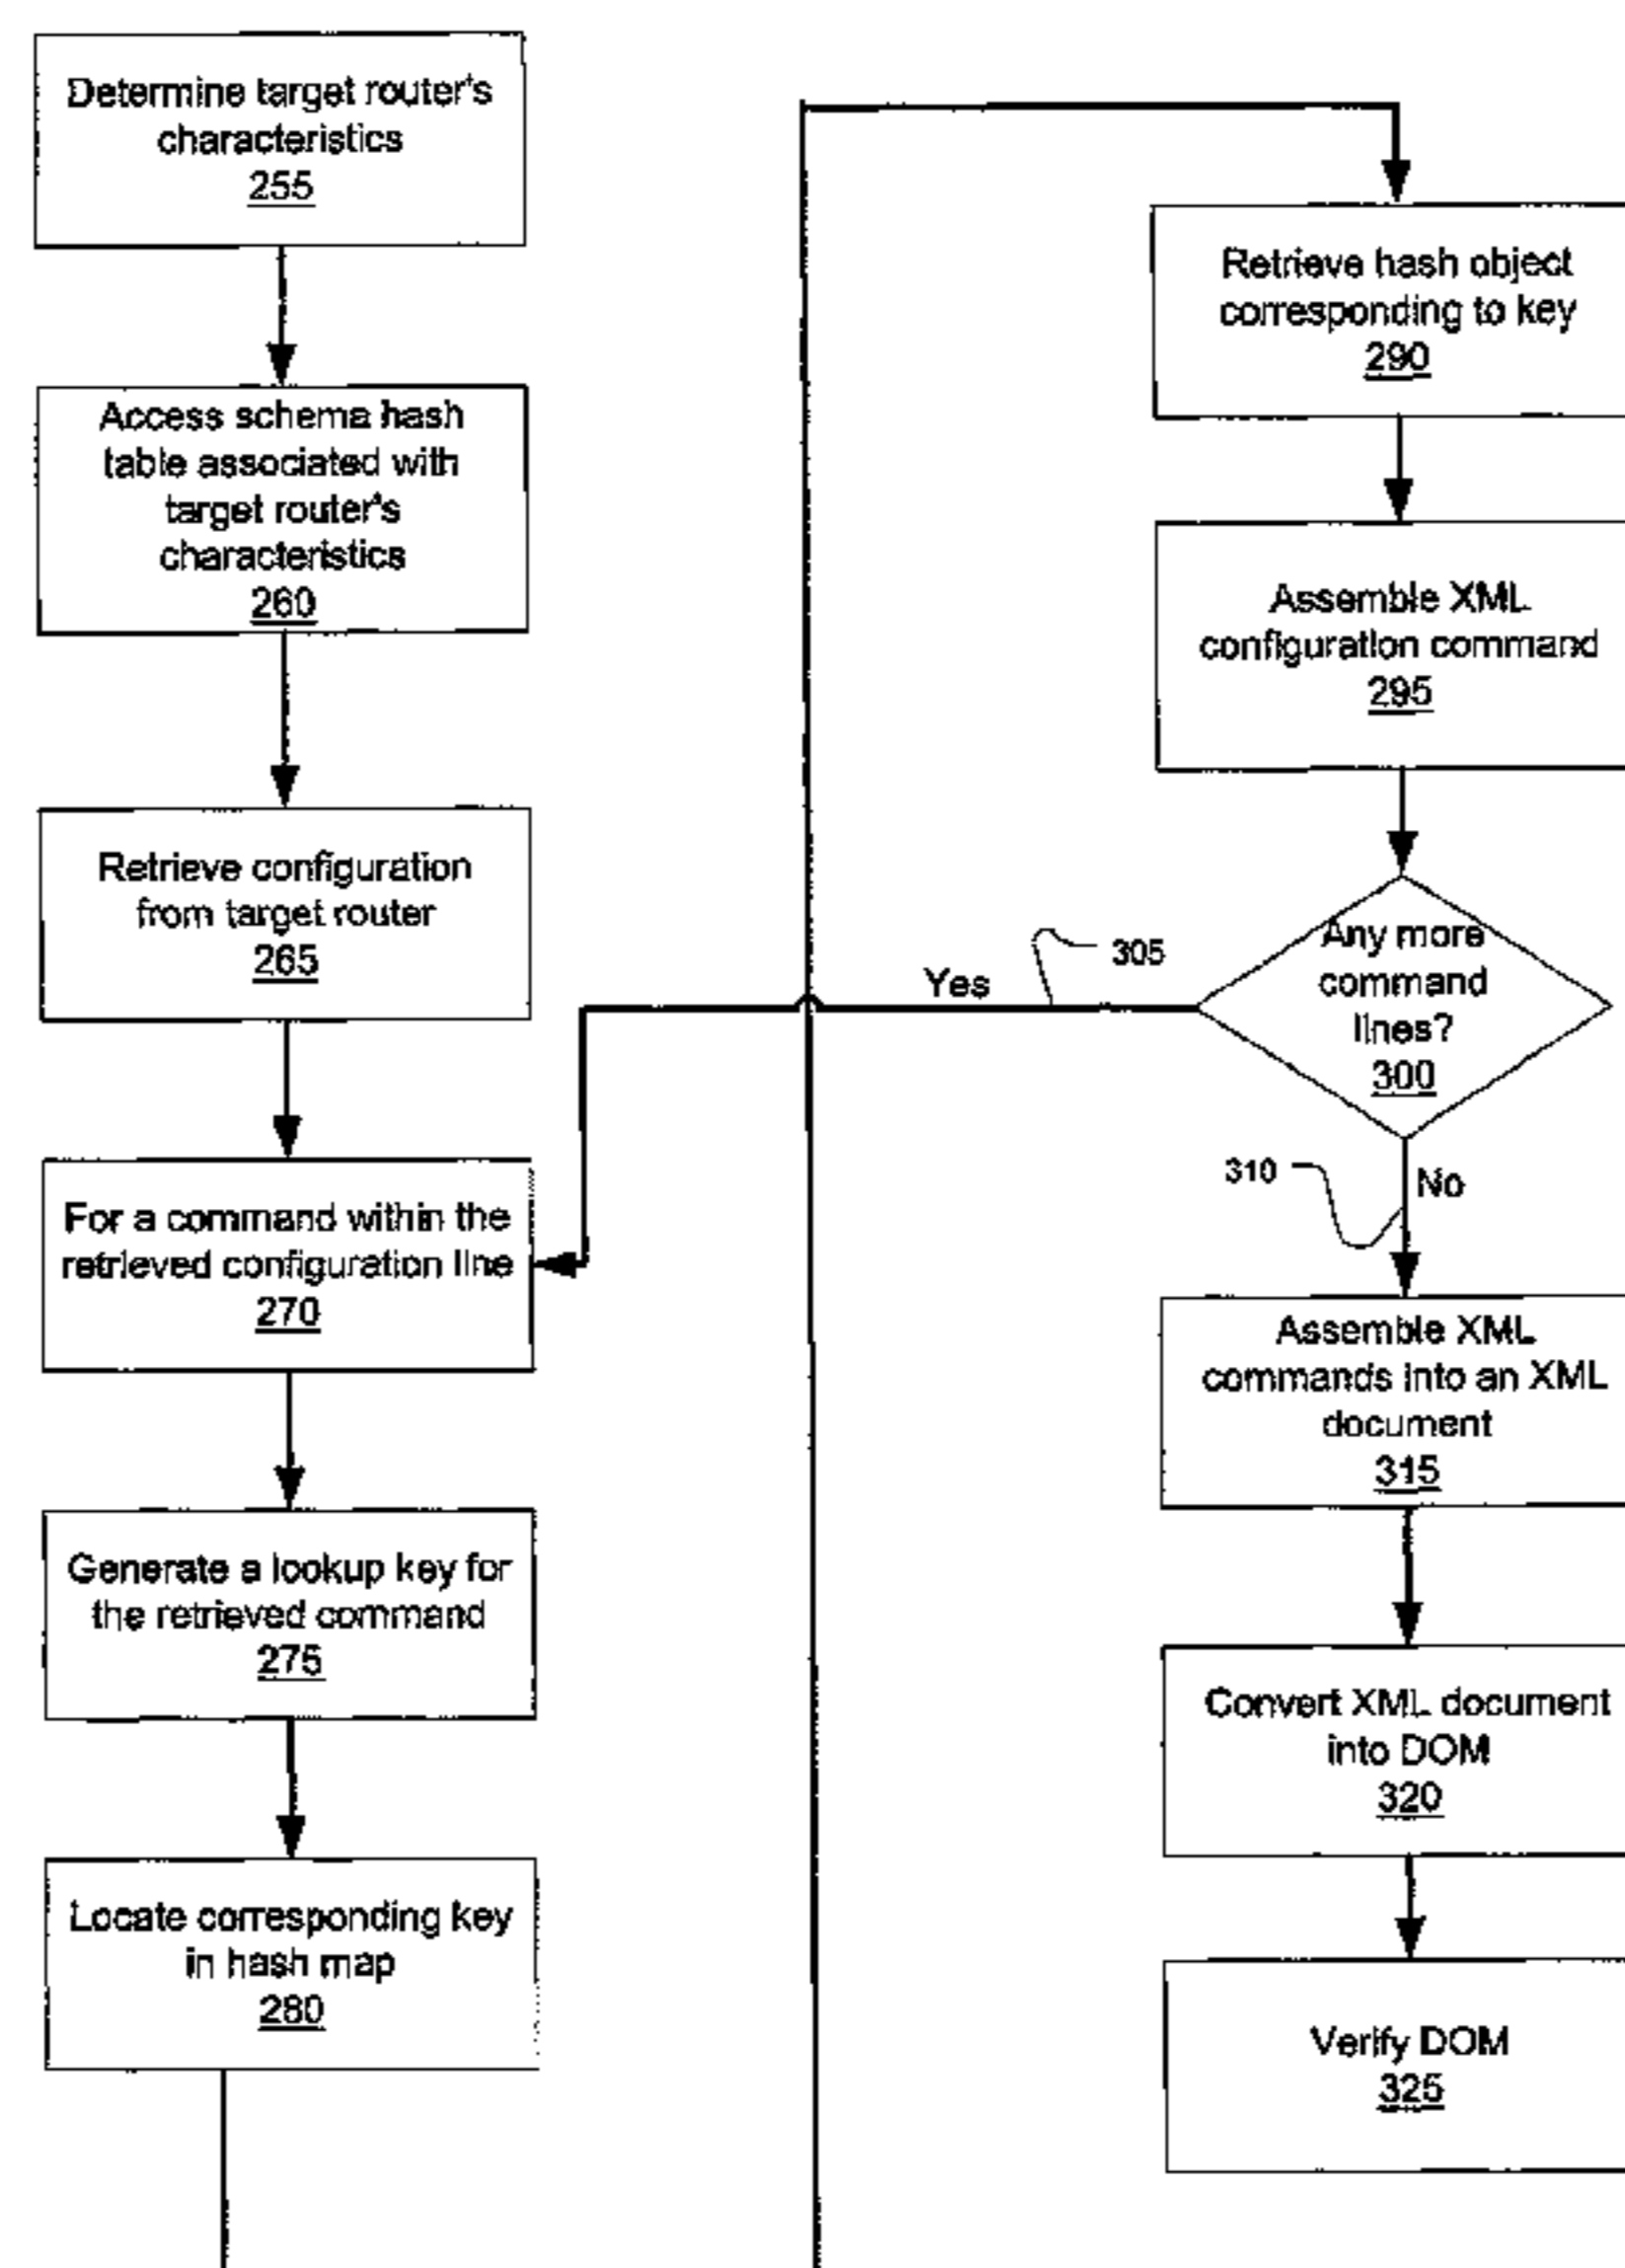 Determine target router's
characteristics
255
Access schema hash
table associated with
target router's
characteristics
260
Retrieve configuration
from target router
265
For a command within the
retrieved configuration line
270
Generate a lookup key for
the retrieved command
275
Locate corresponding key
in hash map
280
Retrieve hash object
corresponding to key
290
Assemble XML
configuration command
295
Any more
command
lines?
300
Yes
305
310
No
Assemble XML
commands into an XML
document
315
Convert XML document
into DOM
320
Verify DOM
325